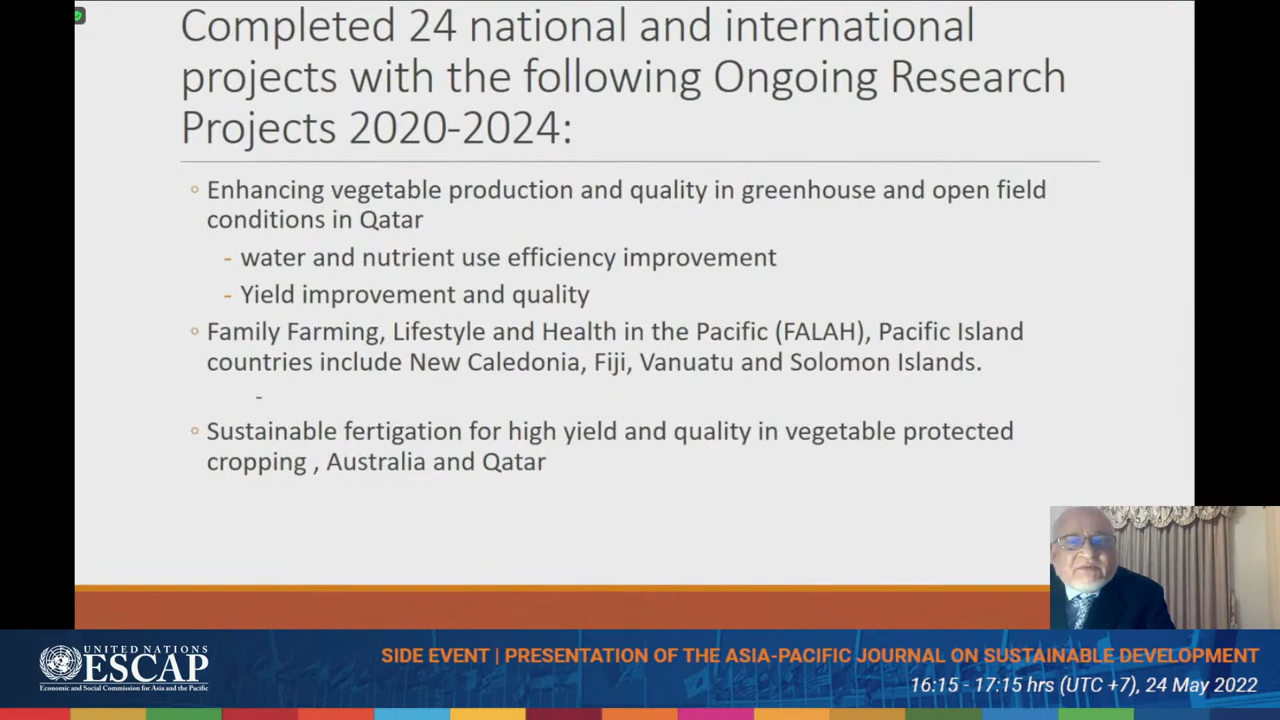 Completed 24 national and international
projects with the following Ongoing Research
Projects 2020-2024:
◦ Enhancing vegetable production and quality in greenhouse and open field
conditions in Qatar
- water and nutrient use efficiency improvement
- Yield improvement and quality
◦ Family Farming, Lifestyle and Health in the Pacific (FALAH), Pacific Island
countries include New Caledonia, Fiji, Vanuatu and Solomon Islands.
-
◦ Sustainable fertigation for high yield and quality in vegetable protected
cropping , Australia and Qatar
UNITED NATIONS
ESCAP
Economic and Social Commission for Asia and the Pacific
SIDE EVENT | PRESENTATION OF THE ASIA-PACIFIC JOURNAL ON SUSTAINABLE DEVELOPMENT
16:15 - 17:15 hrs (UTC +7), 24 May 2022